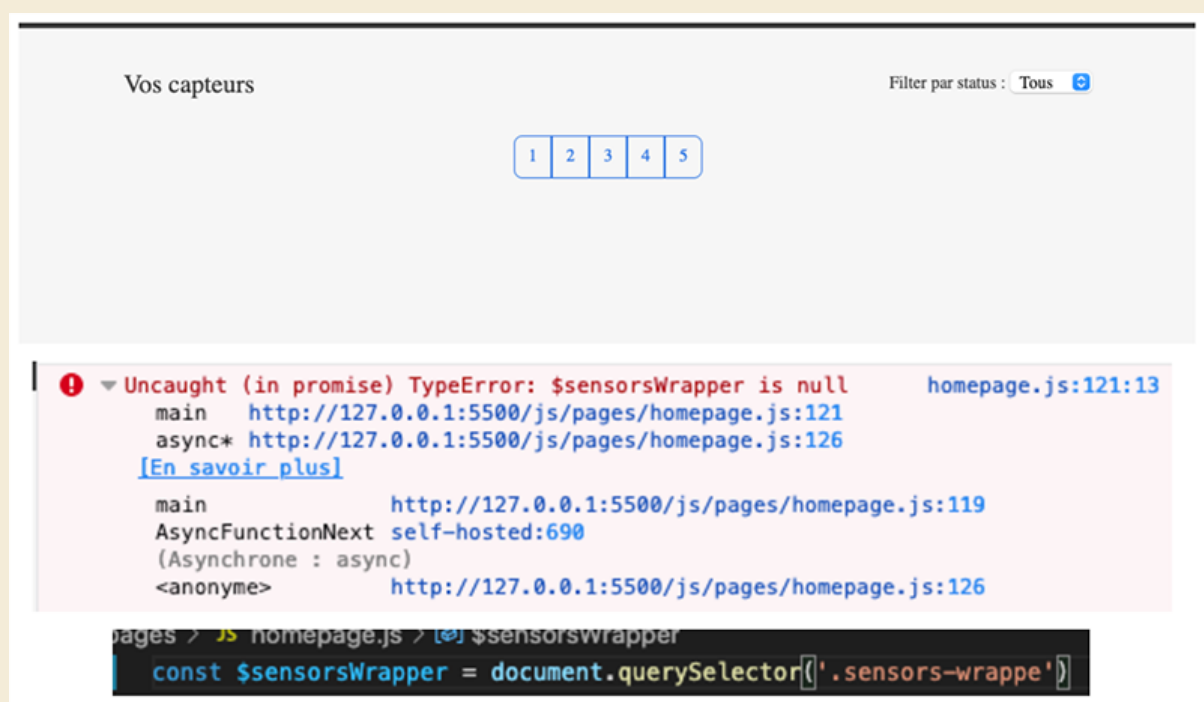 Vos capteurs
Filter par status : Tous
1 2 3 4 5
Uncaught (in promise) TypeError: $sensorsWrapper is null homepage.js:121:13
main http://127.0.0.1:5500/js/pages/homepage.js:121
async* http://127.0.0.1:5500/js/pages/homepage.js:126
[En savoir plus]
main http://127.0.0.1:5500/js/pages/homepage.js:119
AsyncFunctionNext self-hosted:690
(Asynchrone : async)
<anonyme> http://127.0.0.1:5500/js/pages/homepage.js:126
pages > JS homepage.js > $sensorsWrapper
const $sensorsWrapper = document.querySelector('.sensors-wrappe')